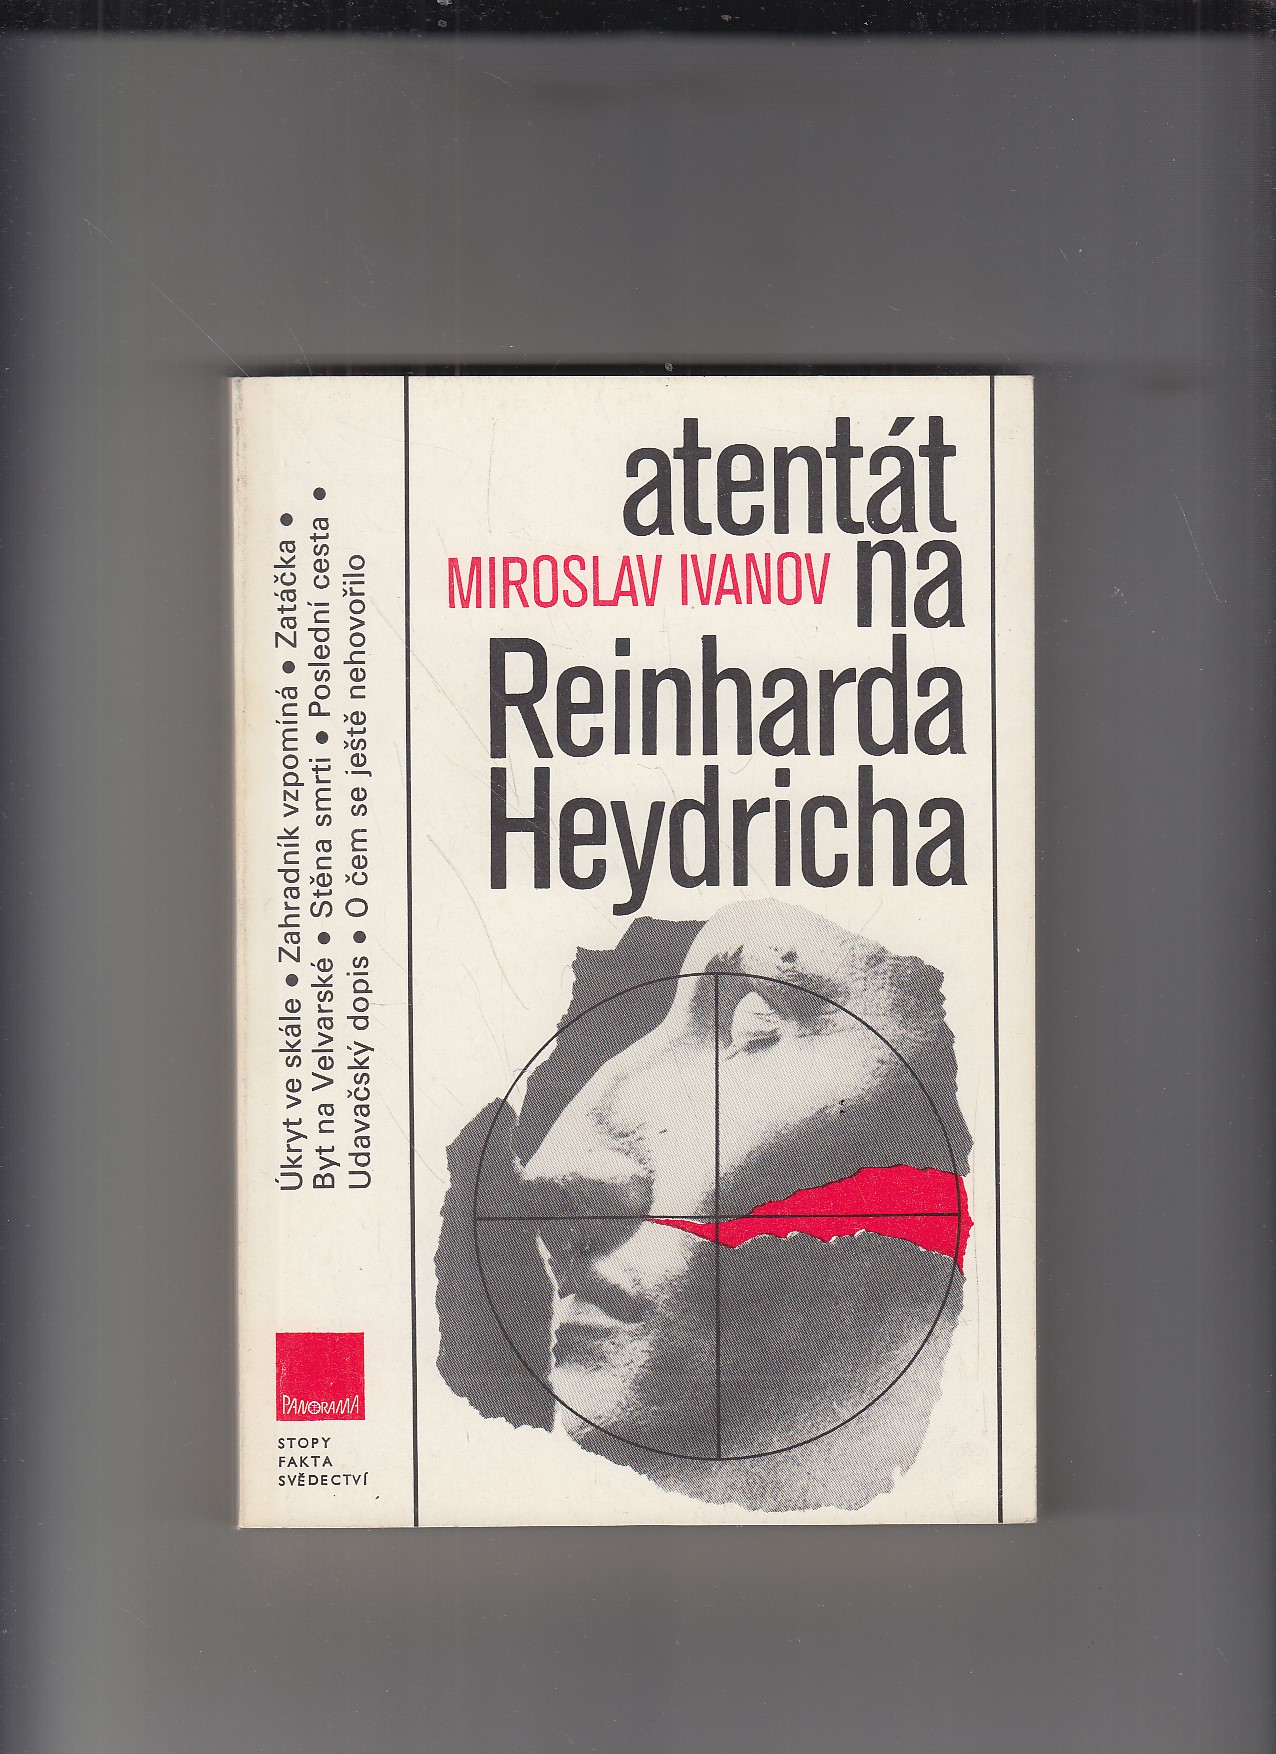 atentát
MIROSLAV IVANOV na
Reinharda
Heydricha
Úkryt ve skále • Zahradník vzpomíná • Zatáčka •
Byt na Velvarské • Stěna smrti • Poslední cesta •
Udavačský dopis • O čem se ještě nehovořilo
PANORAMA
STOPY
FAKTA
SVĚDECTVÍ